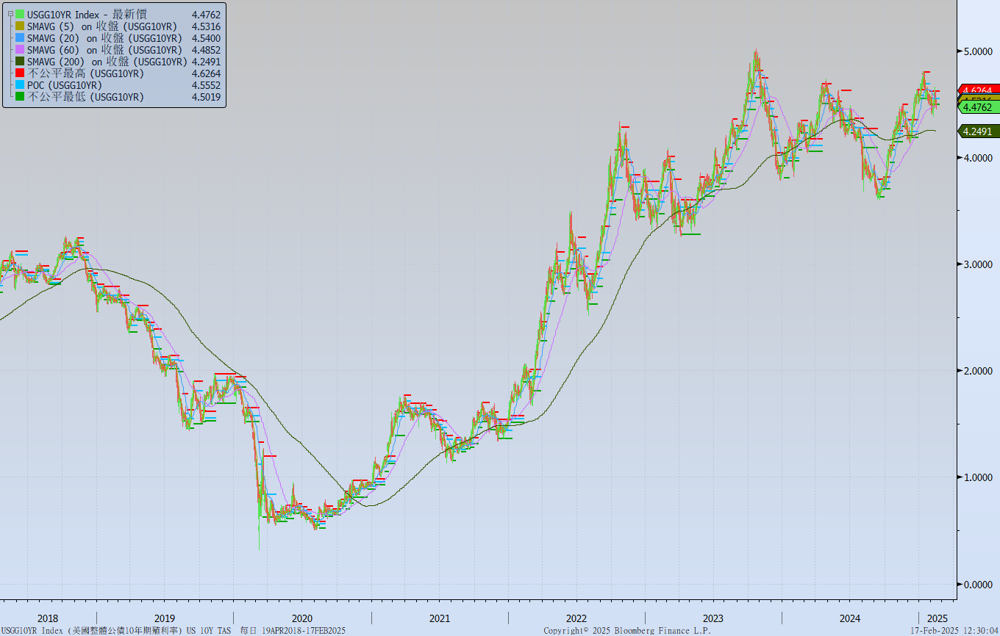 USGG10YR Index - 最新價 4.4762
SMAVG (5) on 收盤 (USGG10YR) 4.5316
SMAVG (20) on 收盤 (USGG10YR) 4.5400
SMAVG (60) on 收盤 (USGG10YR) 4.4852
SMAVG (200) on 收盤 (USGG10YR) 4.2491
不公平最高 (USGG10YR) 4.6264
POC (USGG10YR) 4.5552
不公平最低 (USGG10YR) 4.5019
5.0000
4.6264
4.5316
4.4762
4.2491
4.0000
3.0000
2.0000
1.0000
0.0000
2018 2019 2020 2021 2022 2023 2024 2025
USGG10YR Index (美國整體公債10年期殖利率) US 10Y TAS 每日 19APR2018-17FEB2025 Copyright© 2025 Bloomberg Finance L.P. 17-Feb-2025 12:30:04